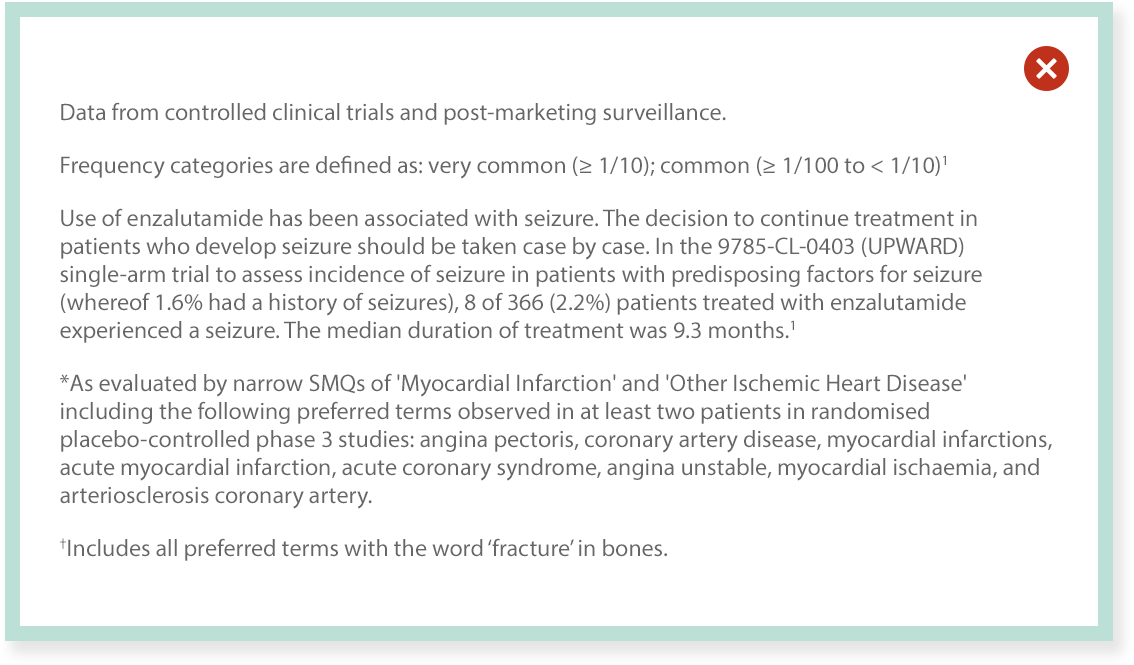 Data from controlled clinical trials and post-marketing surveillance.
Frequency categories are defined as: very common (≥ 1/10); common (≥ 1/100 to < 1/10)¹
Use of enzalutamide has been associated with seizure. The decision to continue treatment in
patients who develop seizure should be taken case by case. In the 9785-CL-0403 (UPWARD)
single-arm trial to assess incidence of seizure in patients with predisposing factors for seizure
(whereof 1.6% had a history of seizures), 8 of 366 (2.2%) patients treated with enzalutamide
experienced a seizure. The median duration of treatment was 9.3 months.¹
*As evaluated by narrow SMQs of 'Myocardial Infarction' and 'Other Ischemic Heart Disease'
including the following preferred terms observed in at least two patients in randomised
placebo-controlled phase 3 studies: angina pectoris, coronary artery disease, myocardial infarctions,
acute myocardial infarction, acute coronary syndrome, angina unstable, myocardial ischaemia, and
arteriosclerosis coronary artery.
†Includes all preferred terms with the word ‘fracture’ in bones.